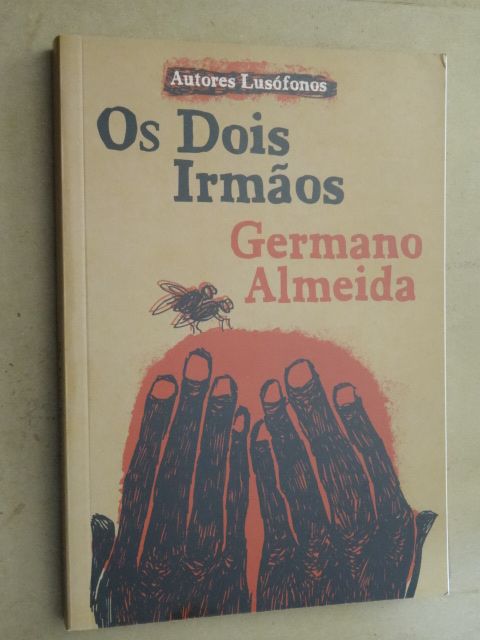 Autores Lusófonos
Os Dois
Irmãos
Germano
Almeida